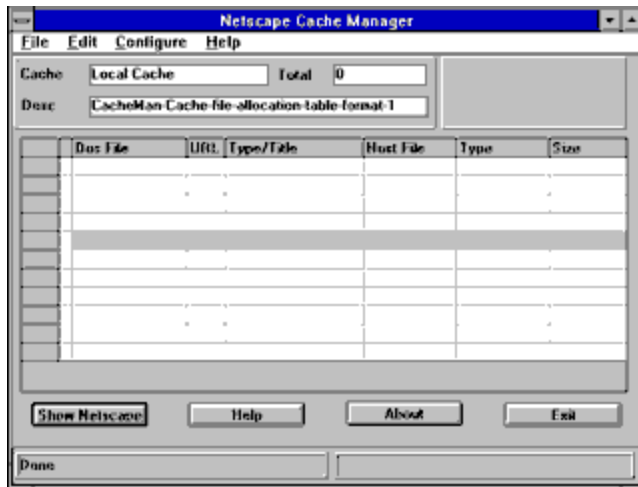 Netscape Cache Manager
File Edit Configure Help
Cache Local Cache Total 0
Desc CacheMan-Cache-file-allocation-table-format-1
Dos File URL Type/Title Host File Type Size
Show Netscape Help About Exit
Done